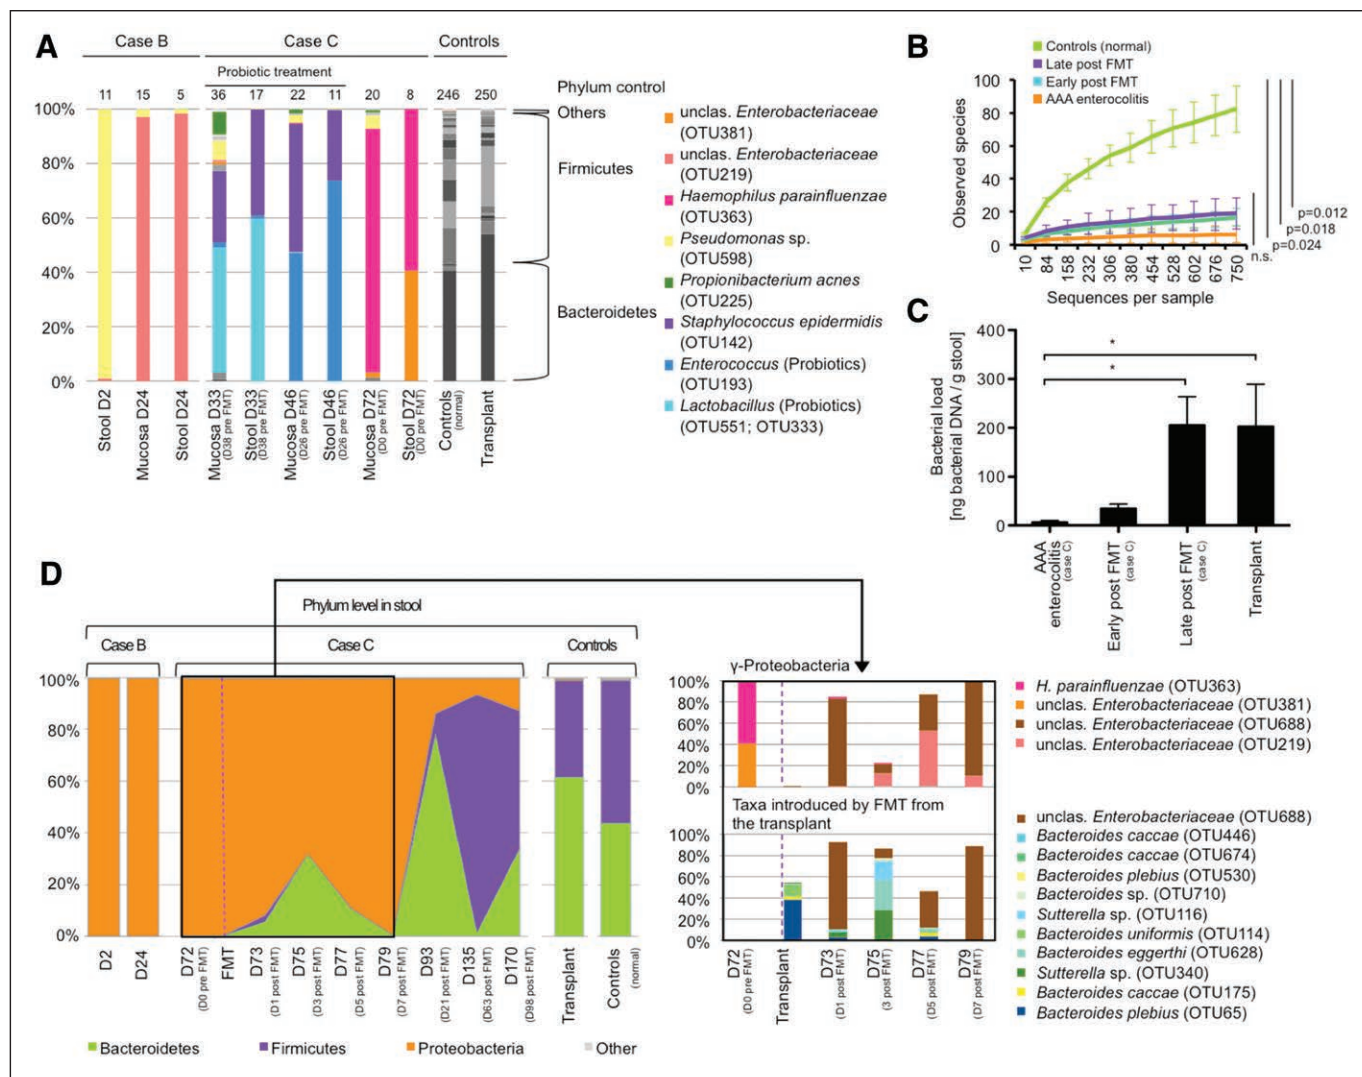 A
Case B
Case C
Controls
Probiotic treatment
Phylum control
11
15
5
36
17
22
11
20
8
246
250
100%
80%
60%
40%
20%
0%
Others
Firmicutes
Bacteroidetes
Stool D2
Mucosa D24
Stool D24
Mucosa D33
(D38 pre FMT)
Stool D33
(D38 pre FMT)
Mucosa D46
(D26 pre FMT)
Stool D46
(D26 pre FMT)
Mucosa D72
(D0 pre FMT)
Stool D72
(D0 pre FMT)
Controls
(normal)
Transplant
unclas. Enterobacteriaceae
(OTU381)
unclas. Enterobacteriaceae
(OTU219)
Haemophilus parainfluenzae
(OTU363)
Pseudomonas sp.
(OTU598)
Propionibacterium acnes
(OTU225)
Staphylococcus epidermidis
(OTU142)
Enterococcus (Probiotics)
(OTU193)
Lactobacillus (Probiotics)
(OTU551; OTU333)
B
Controls (normal)
Late post FMT
Early post FMT
AAA enterocolitis
Observed species
100
80
60
40
20
0
10
84
158
232
306
380
454
528
602
676
750
Sequences per sample
p=0.012
p=0.018
p=0.024
n.s.
C
Bacterial load
[ng bacterial DNA / g stool]
400
300
200
100
0
*
*
AAA
enterocolitis
(case C)
Early post FMT
(case C)
Late post FMT
(case C)
Transplant
D
Phylum level in stool
Case B
Case C
Controls
100%
80%
60%
40%
20%
0%
D2
D24
D72
(D0 pre FMT)
FMT
D73
(D1 post FMT)
D75
(D3 post FMT)
D77
(D5 post FMT)
D79
(D7 post FMT)
D93
(D21 post FMT)
D135
(D63 post FMT)
D170
(D98 post FMT)
Transplant
Controls
(normal)
Bacteroidetes
Firmicutes
Proteobacteria
Other
γ-Proteobacteria
100%
80%
60%
40%
20%
0%
Taxa introduced by FMT from
the transplant
100%
80%
60%
40%
20%
0%
D72
(D0 pre FMT)
Transplant
D73
(D1 post FMT)
D75
(3 post FMT)
D77
(D5 post FMT)
D79
(D7 post FMT)
H. parainfluenzae (OTU363)
unclas. Enterobacteriaceae (OTU381)
unclas. Enterobacteriaceae (OTU688)
unclas. Enterobacteriaceae (OTU219)
unclas. Enterobacteriaceae (OTU688)
Bacteroides caccae (OTU446)
Bacteroides caccae (OTU674)
Bacteroides plebius (OTU530)
Bacteroides sp. (OTU710)
Sutterella sp. (OTU116)
Bacteroides uniformis (OTU114)
Bacteroides eggerthi (OTU628)
Sutterella sp. (OTU340)
Bacteroides caccae (OTU175)
Bacteroides plebius (OTU65)